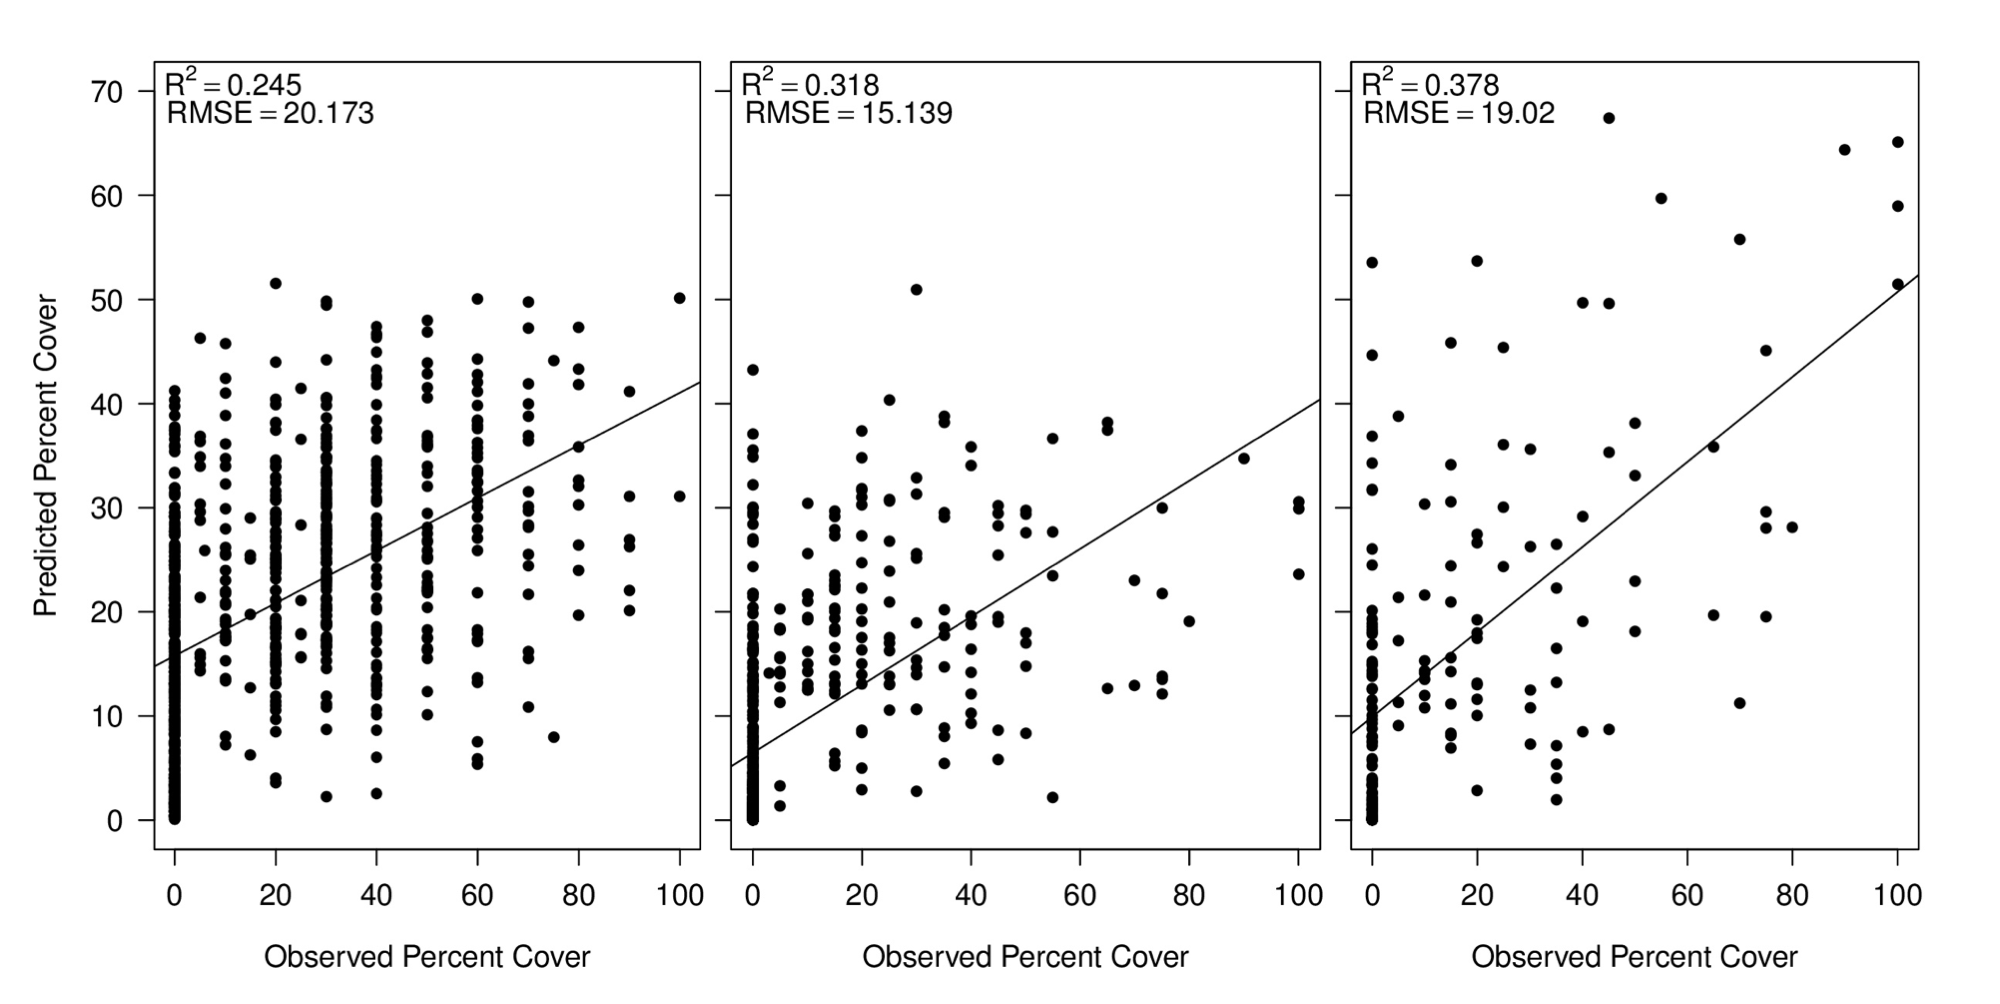 R² = 0.245
RMSE = 20.173
R² = 0.318
RMSE = 15.139
R² = 0.378
RMSE = 19.02
Predicted Percent Cover
70
60
50
40
30
20
10
0
0 20 40 60 80 100
0 20 40 60 80 100
0 20 40 60 80 100
Observed Percent Cover
Observed Percent Cover
Observed Percent Cover